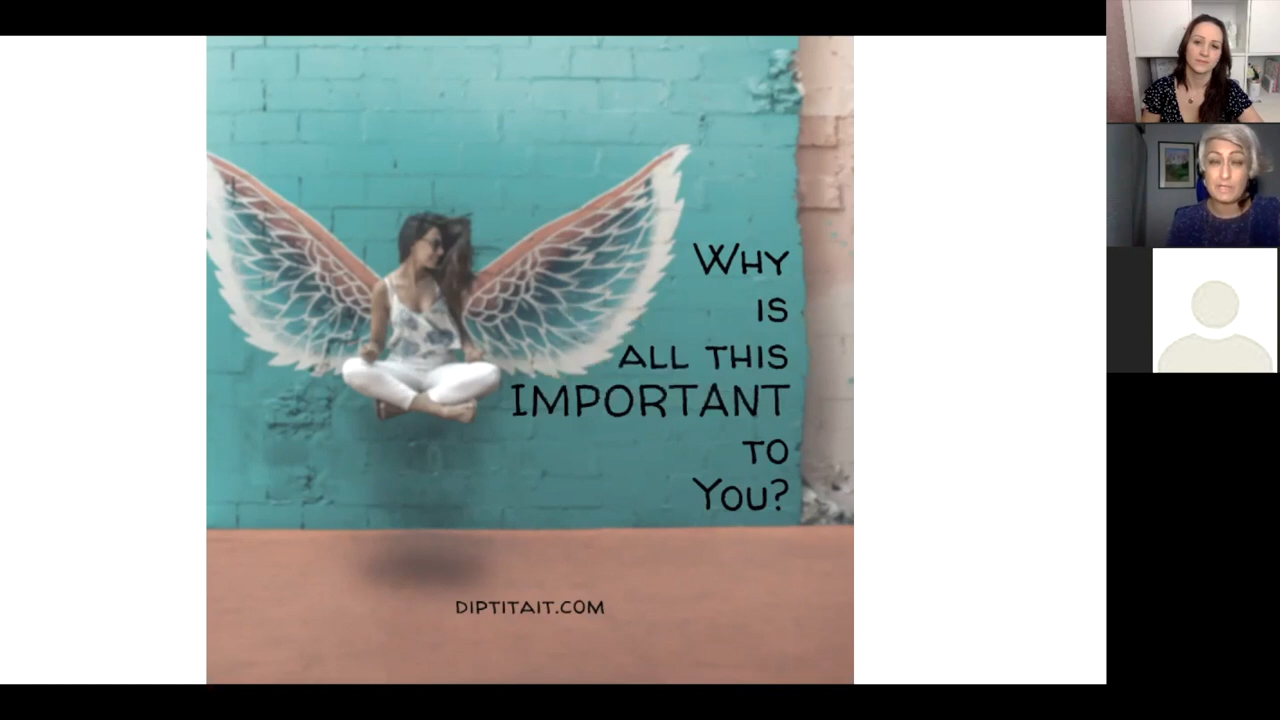 WHY
IS
ALL THIS
IMPORTANT
TO
YOU?
DIPTITAIT.COM